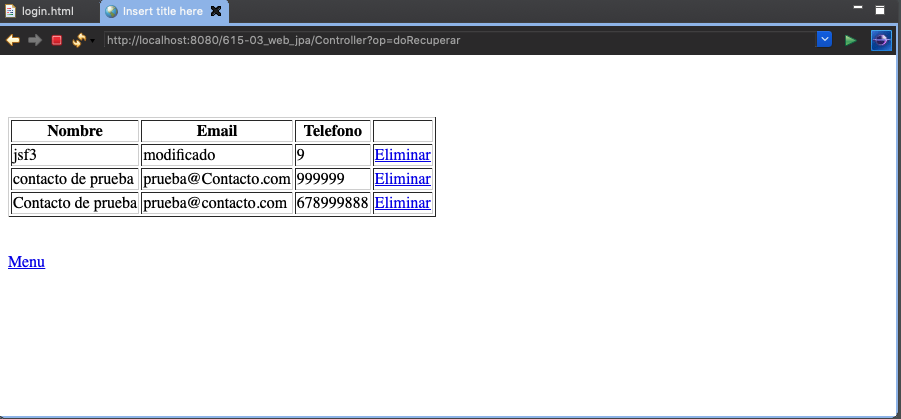 login.html Insert title here
http://localhost:8080/615-03_web_jpa/Controller?op=doRecuperar
Nombre Email Telefono
jsf3 modificado 9 Eliminar
contacto de prueba prueba@Contacto.com 999999 Eliminar
Contacto de prueba prueba@contacto.com 678999888 Eliminar
Menu